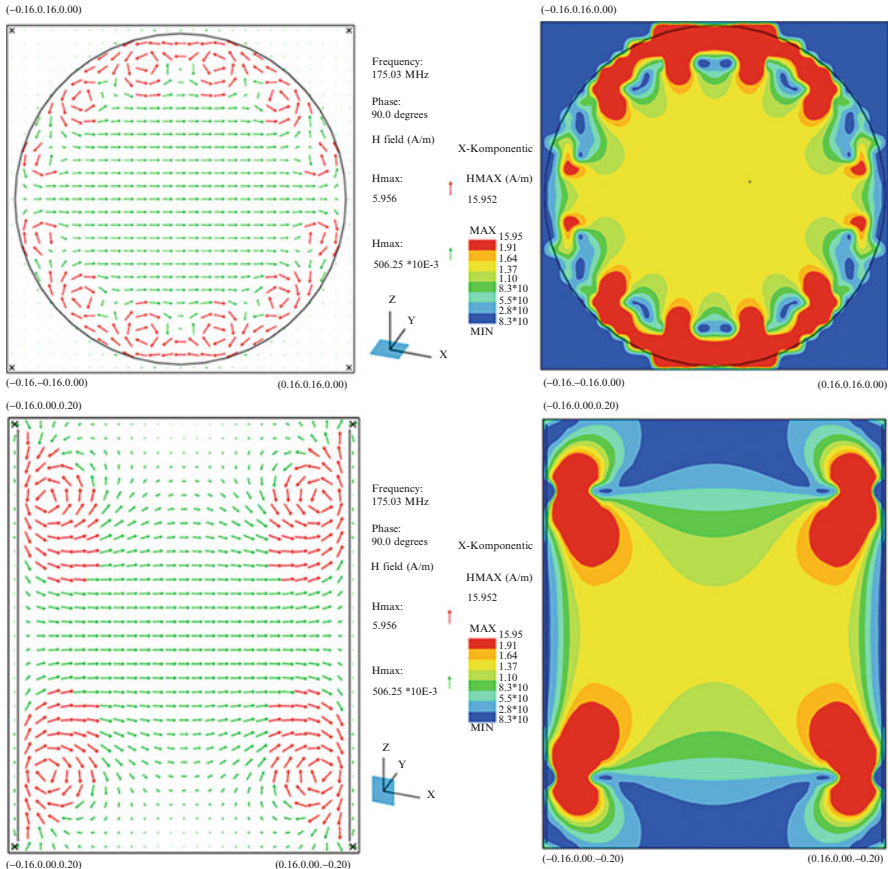 (–0.16.0.16.0.00)
(–0.16.0.16.0.00)
Frequency:
175.03 MHz
Phase:
90.0 degrees
H field (A/m)
Hmax:
5.956
Hmax:
506.25 *10E-3
X-Komponentic
HMAX (A/m)
15.952
MAX
15.95
1.91
1.64
1.37
1.10
8.3*10
5.5*10
2.8*10
8.3*10
MIN
Z
Y
X
(–0.16.–0.16.0.00)
(–0.16.–0.16.0.00)
(0.16.0.16.0.00)
(–0.16.0.00.0.20)
(–0.16.0.00.0.20)
Frequency:
175.03 MHz
Phase:
90.0 degrees
H field (A/m)
Hmax:
5.956
Hmax:
506.25 *10E-3
X-Komponentic
HMAX (A/m)
15.952
MAX
15.95
1.91
1.64
1.37
1.10
8.3*10
5.5*10
2.8*10
8.3*10
MIN
Z
Y
X
(–0.16.0.00.0.20)
(0.16.0.00.–0.20)
(–0.16.0.00.–0.20)
(0.16.0.00.–0.20)